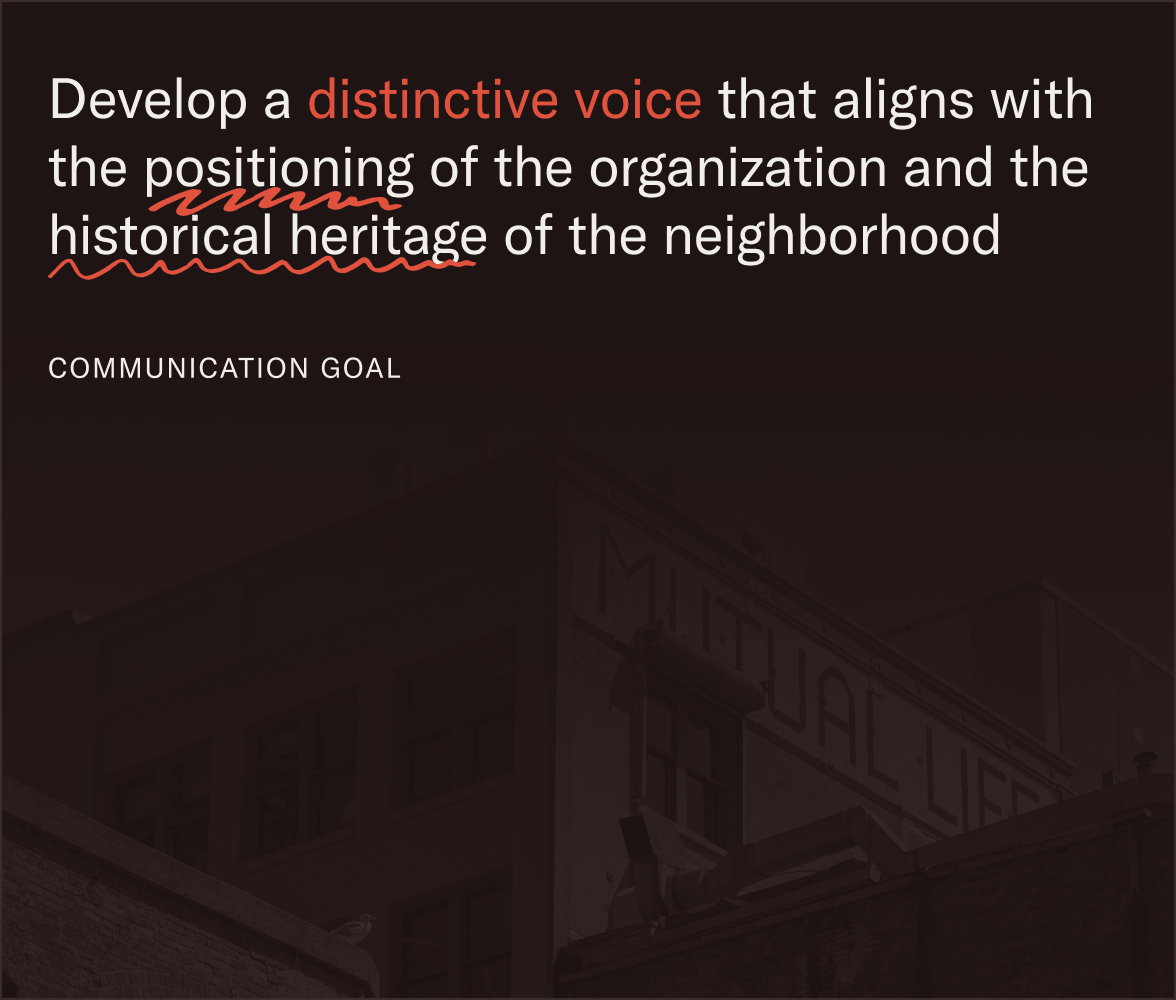 Develop a distinctive voice that aligns with
the positioning of the organization and the
historical heritage of the neighborhood
COMMUNICATION GOAL
MUTUAL LIFE